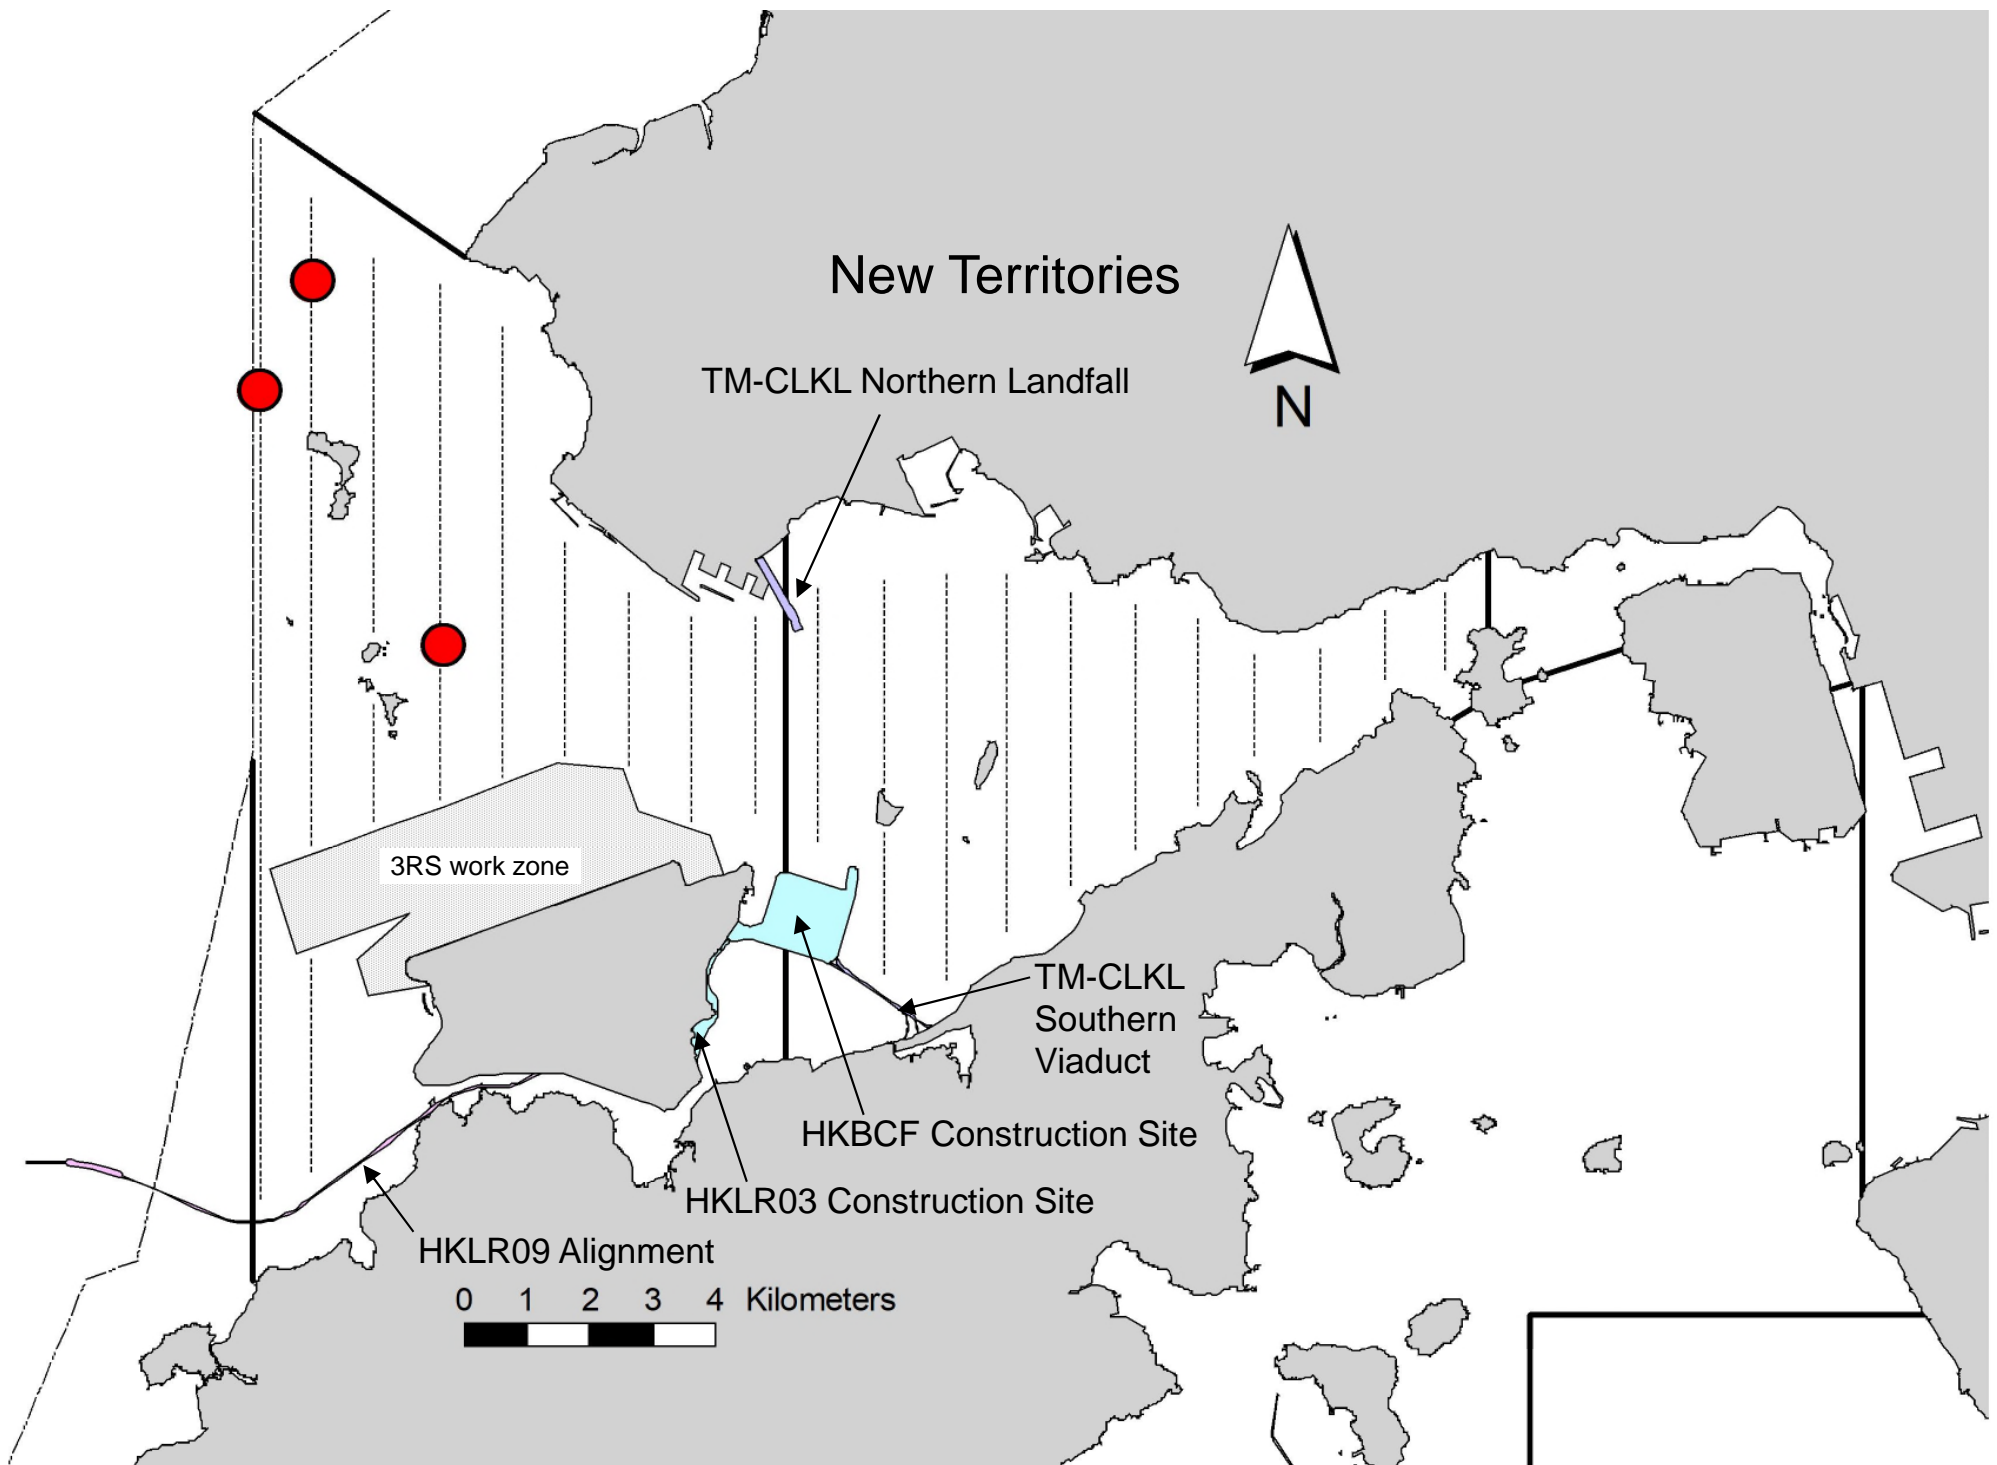 New Territories
TM-CLKL Northern Landfall
N
3RS work zone
TM-CLKL
Southern
Viaduct
HKBCF Construction Site
HKLR03 Construction Site
HKLR09 Alignment
0 1 2 3 4 Kilometers